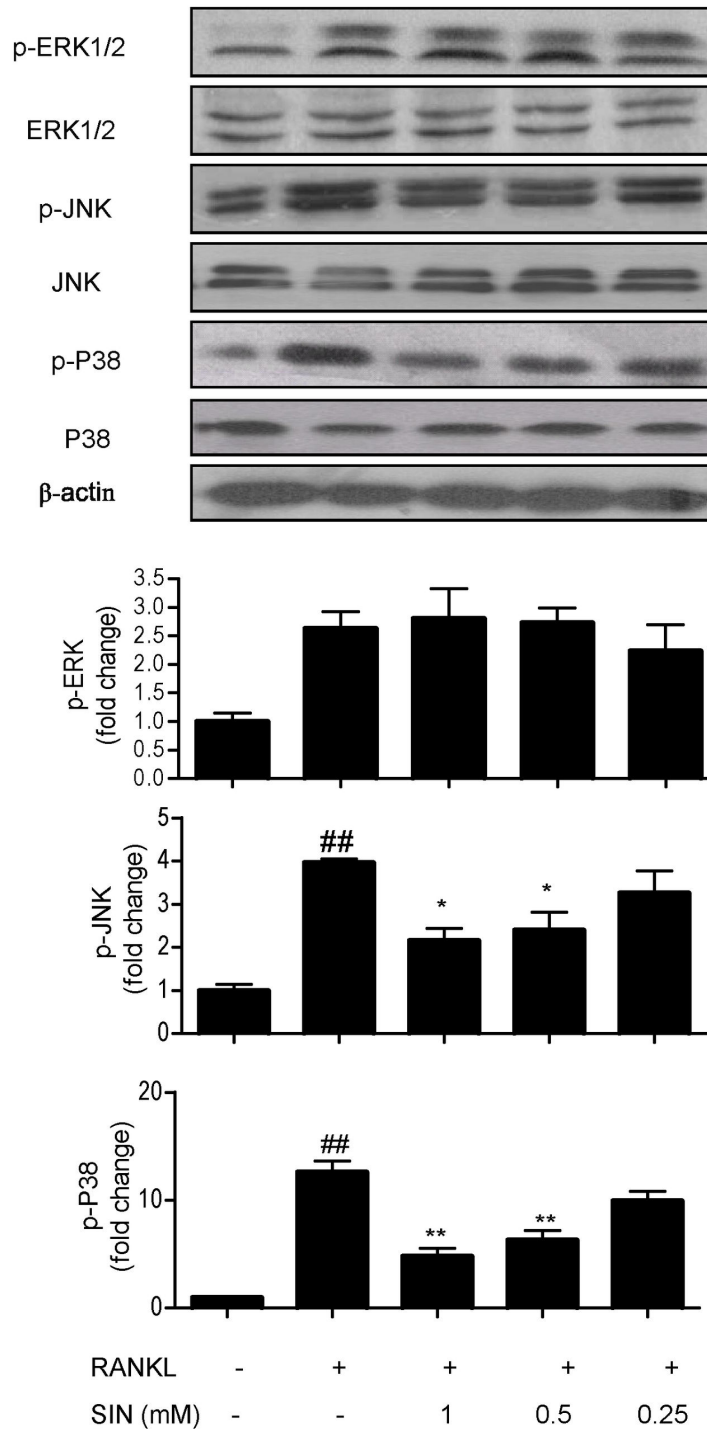 p-ERK1/2
ERK1/2
p-JNK
JNK
p-P38
P38
β-actin
p-ERK
(fold change)
3.5
3.0
2.5
2.0
1.5
1.0
0.5
0.0
p-JNK
(fold change)
5
4
3
2
1
0
##
*
*
p-P38
(fold change)
20
10
0
##
**
**
RANKL - + + + +
SIN (mM) - - 1 0.5 0.25